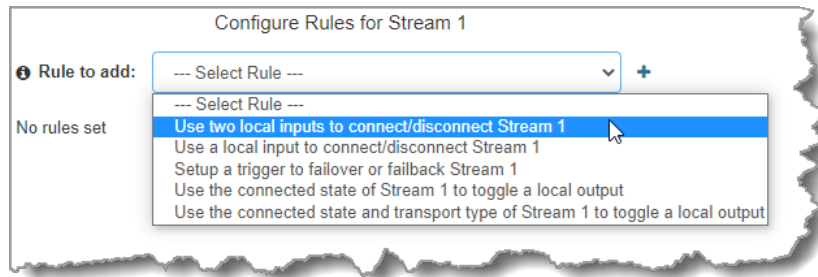 Configure Rules for Stream 1
Rule to add: --- Select Rule ---
--- Select Rule ---
No rules set
Use two local inputs to connect/disconnect Stream 1
Use a local input to connect/disconnect Stream 1
Setup a trigger to failover or failback Stream 1
Use the connected state of Stream 1 to toggle a local output
Use the connected state and transport type of Stream 1 to toggle a local output